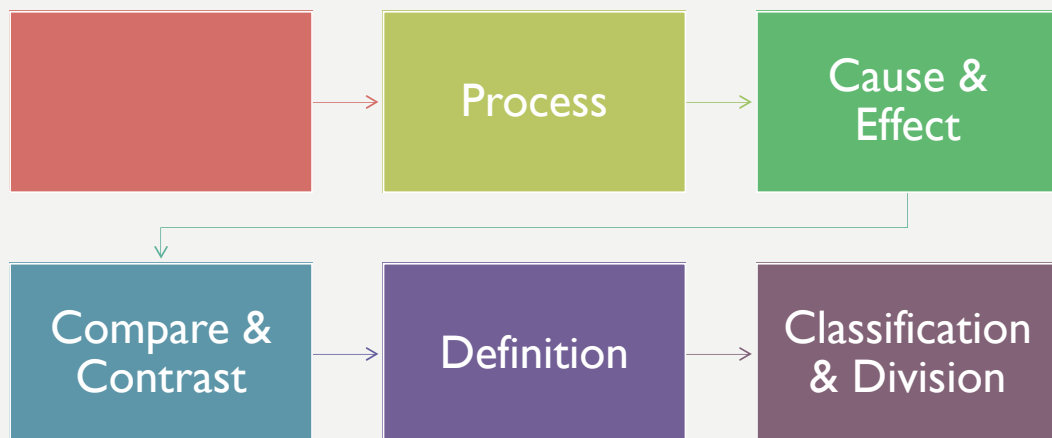 Process
Cause &
Effect
Compare &
Contrast
Definition
Classification
& Division